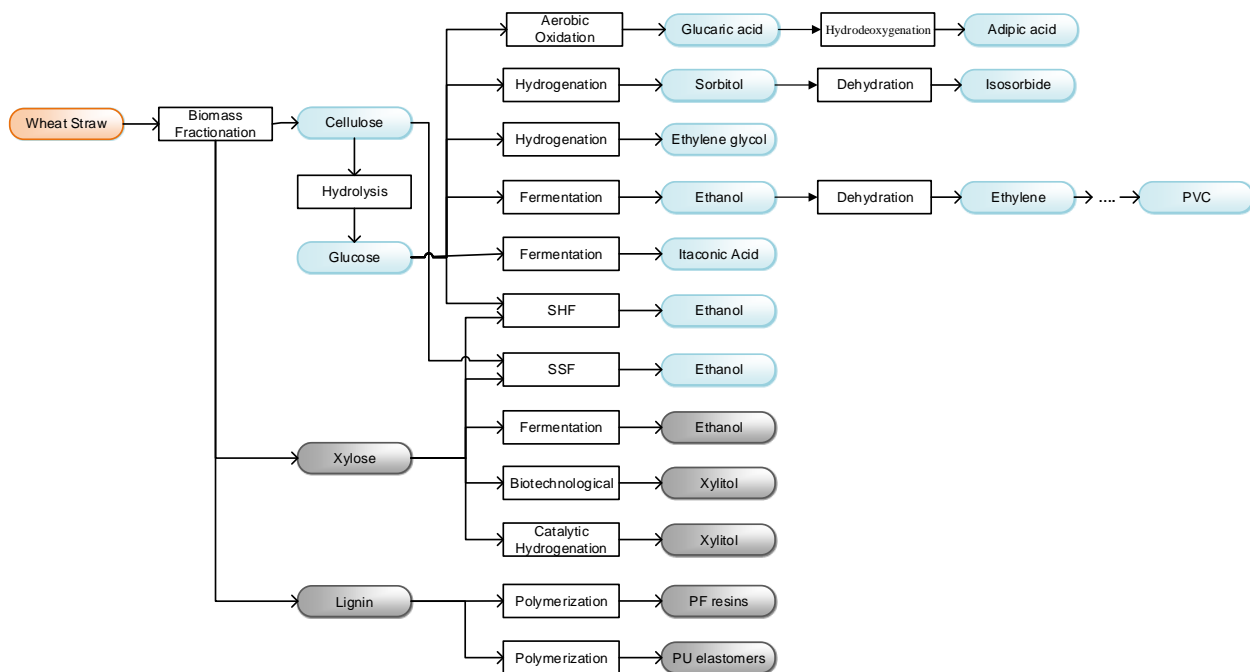 Aerobic
Oxidation
Glucaric acid
Hydrodeoxygenation
Adipic acid
Hydrogenation
Sorbitol
Dehydration
Isosorbide
Wheat Straw
Biomass
Fractionation
Cellulose
Hydrogenation
Ethylene glycol
Hydrolysis
Fermentation
Ethanol
Dehydration
Ethylene
....
PVC
Glucose
Fermentation
Itaconic Acid
SHF
Ethanol
SSF
Ethanol
Fermentation
Ethanol
Xylose
Biotechnological
Xylitol
Catalytic
Hydrogenation
Xylitol
Lignin
Polymerization
PF resins
Polymerization
PU elastomers